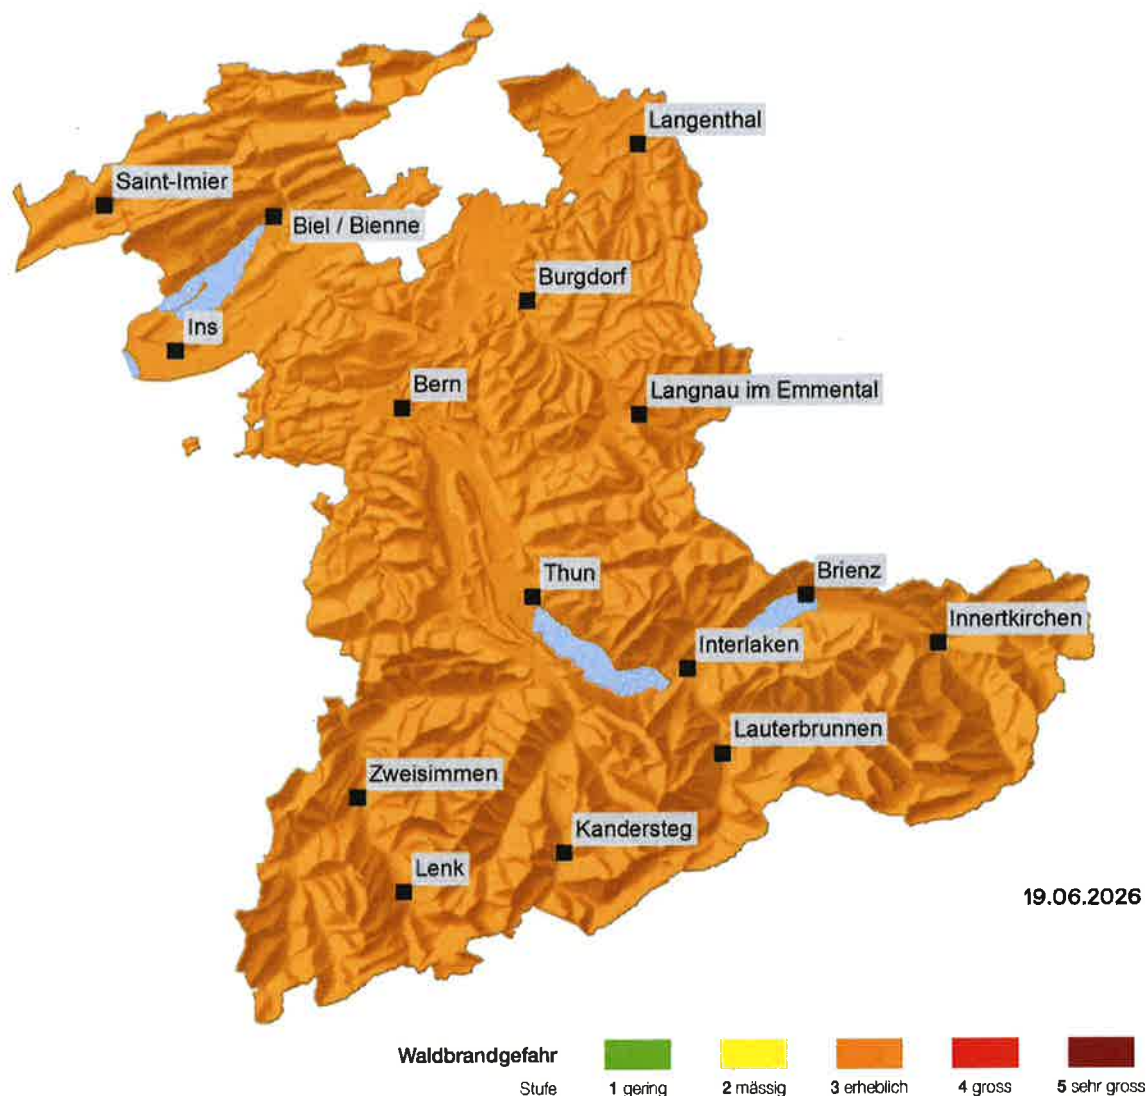 Langenthal
Saint-Imier
Biel / Bienne
Burgdorf
Ins
Bern
Langnau im Emmental
Thun
Brienz
Innertkirchen
Interlaken
Lauterbrunnen
Zweisimmen
Kandersteg
Lenk
19.06.2026
Waldbrandgefahr
Stufe 1 gering 2 mässig 3 erheblich 4 gross 5 sehr gross